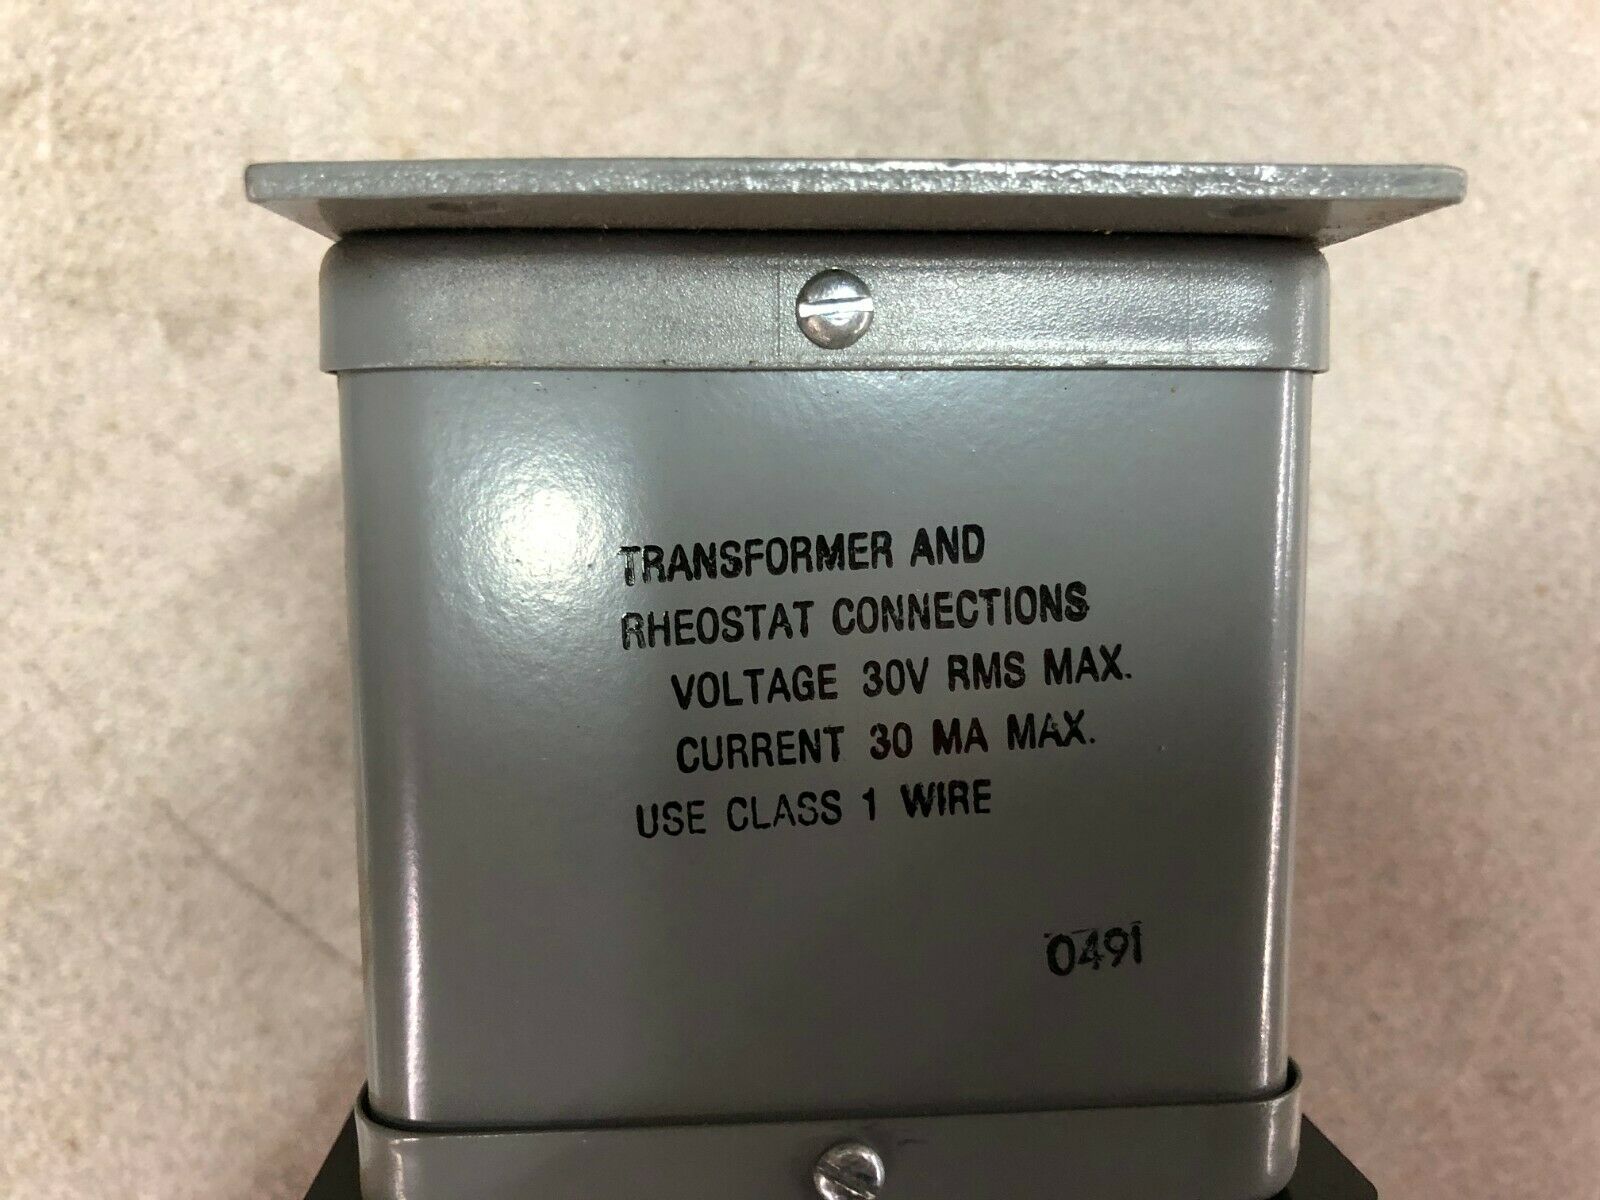 TRANSFORMER AND
RHEOSTAT CONNECTIONS
VOLTAGE 30V RMS MAX.
CURRENT 30 MA MAX.
USE CLASS 1 WIRE
0491